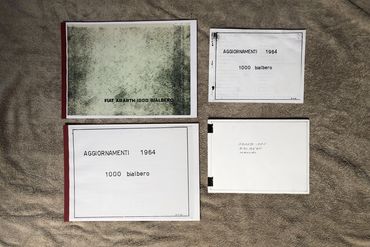 FIAT ABARTH 1000 BIALBERO
AGGIORNAMENTI 1964
1000 bialbero
AGGIORNAMENTI 1964
1000 bialbero